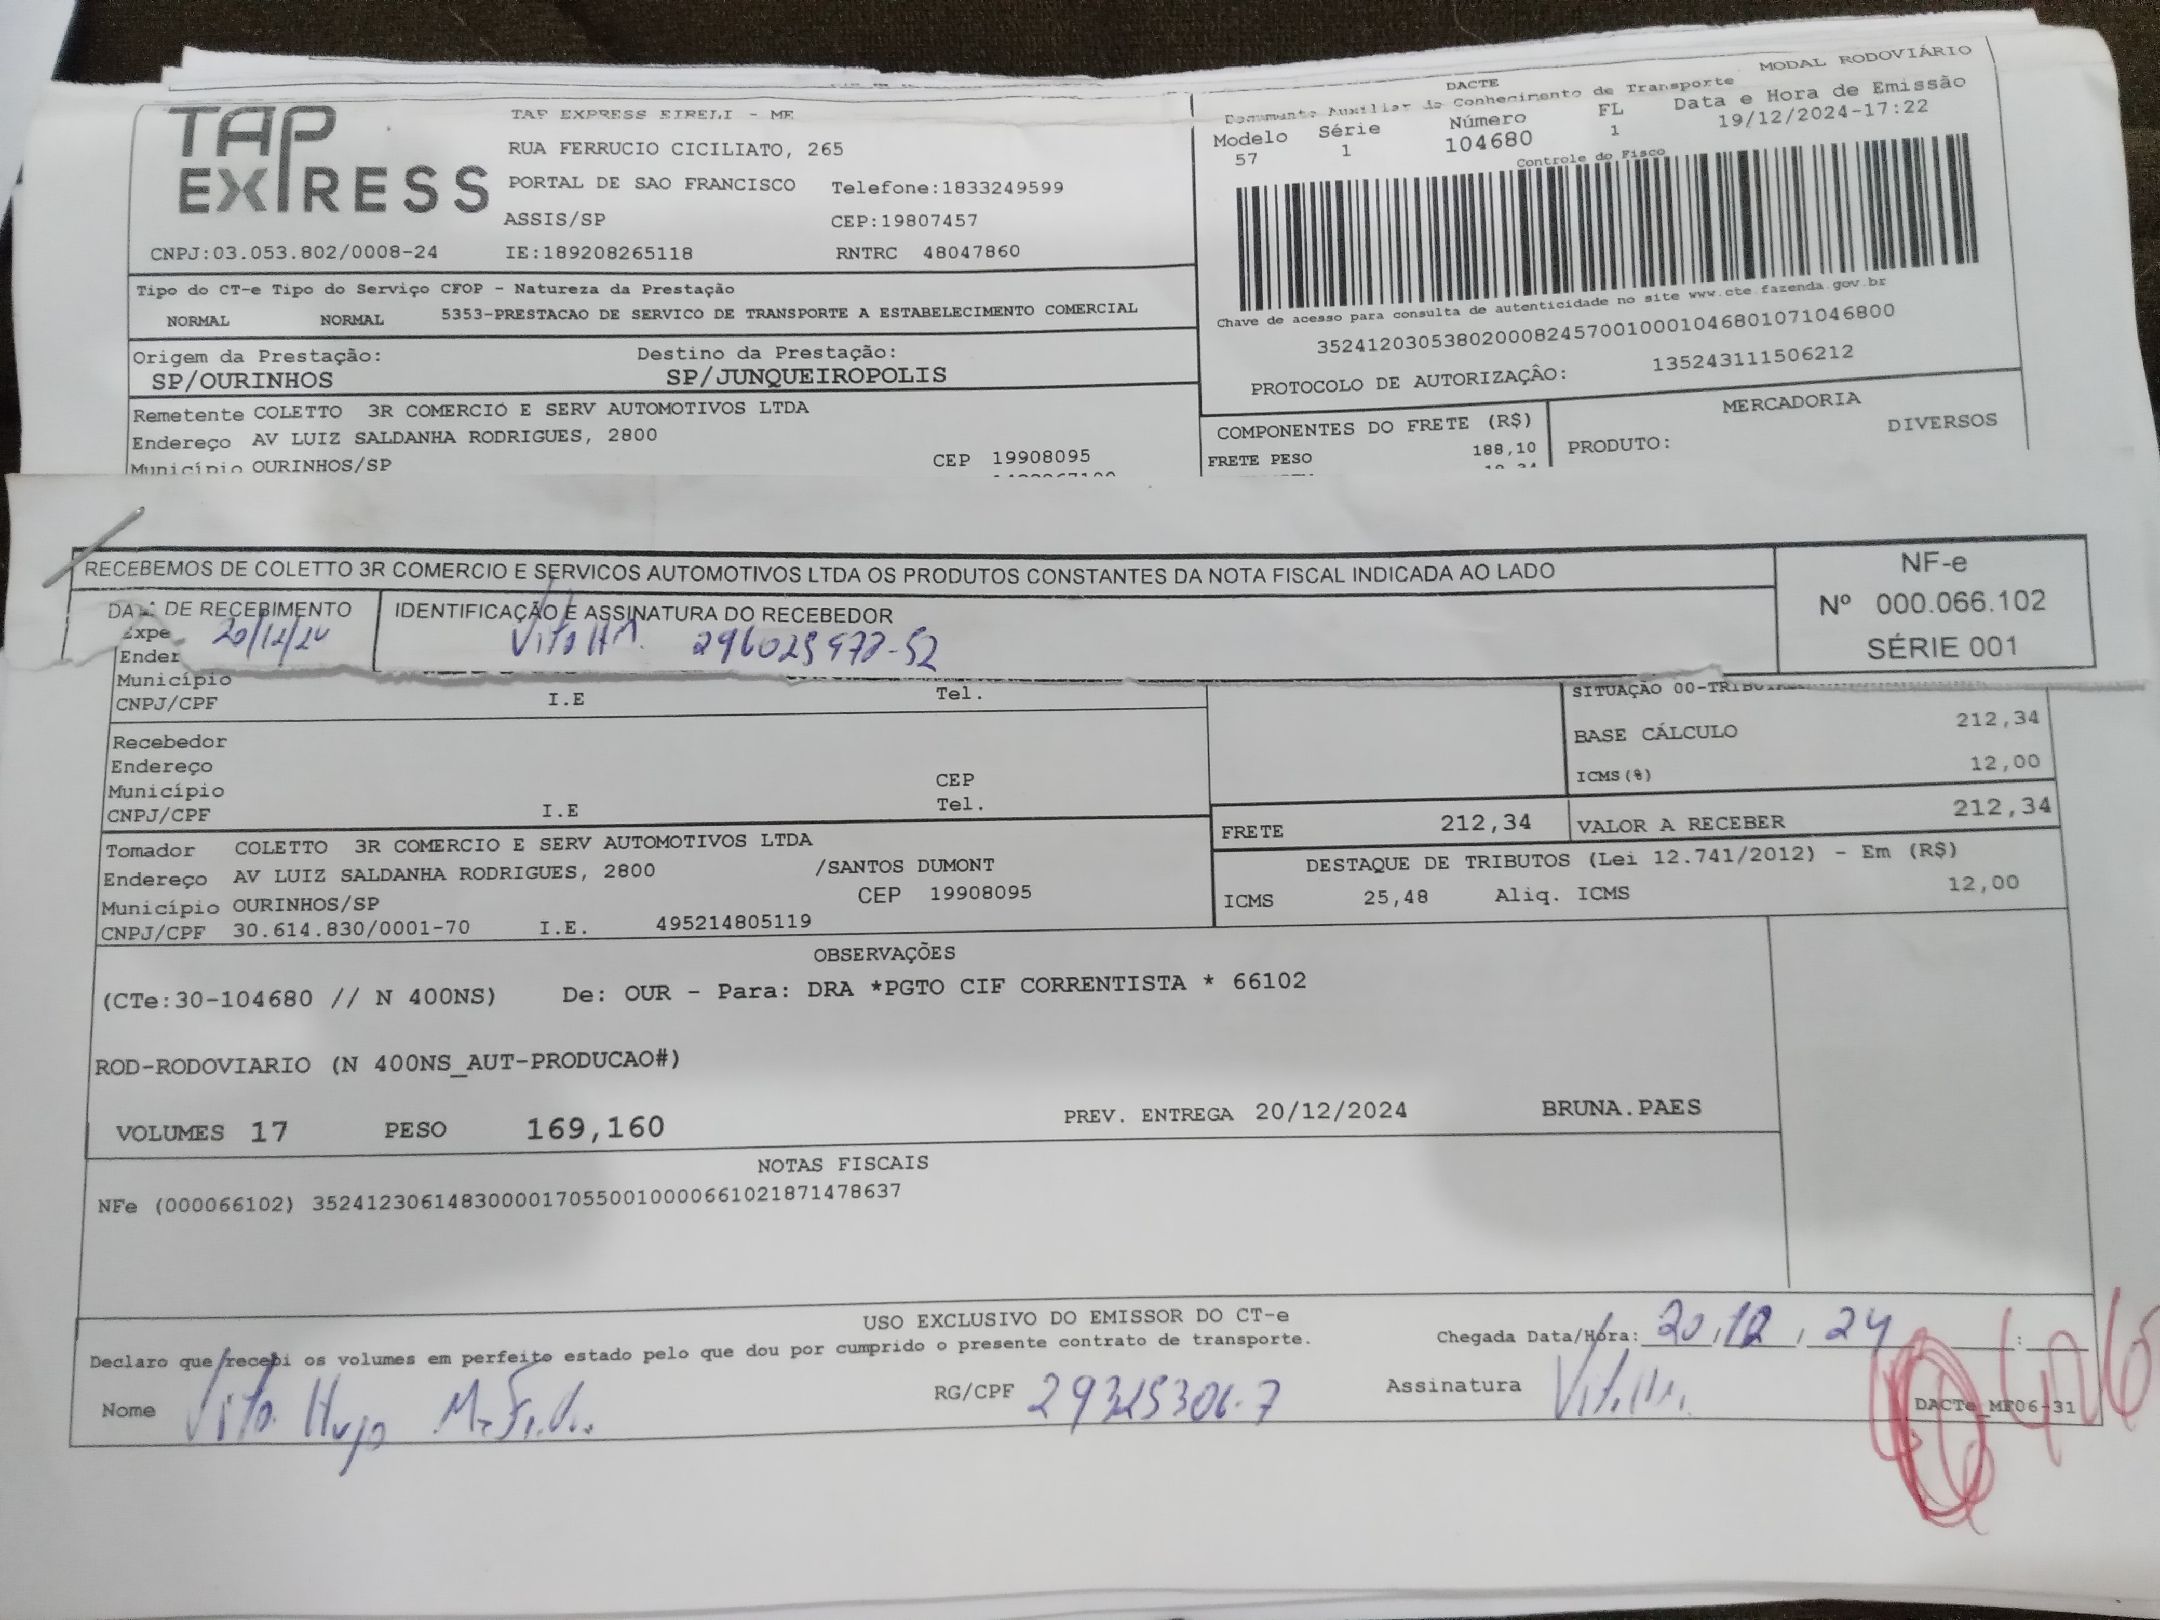 TAP EXPRESS
TAP EXPRESS EIRELI - ME
RUA FERRUCIO CICILIATO, 265
PORTAL DE SAO FRANCISCO Telefone:1833249599
ASSIS/SP CEP:19807457
CNPJ:03.053.802/0008-24 IE:189208265118 RNTRC 48047860
MODAL RODOVIÁRIO
DACTE
Documento Auxiliar do Conhecimento de Transporte
Modelo Série Número FL Data e Hora de Emissão
57 1 104680 1 19/12/2024-17:22
Controle do Fisco
Chave de acesso para consulta de autenticidade no site www.cte.fazenda.gov.br
35241203053802000824570010001046801071046800
PROTOCOLO DE AUTORIZAÇÃO: 135243111506212
Tipo do CT-e Tipo do Serviço CFOP - Natureza da Prestação
NORMAL NORMAL 5353-PRESTACAO DE SERVICO DE TRANSPORTE A ESTABELECIMENTO COMERCIAL
Origem da Prestação: Destino da Prestação:
SP/OURINHOS SP/JUNQUEIROPOLIS
Remetente COLETTO 3R COMERCIO E SERV AUTOMOTIVOS LTDA
Endereço AV LUIZ SALDANHA RODRIGUES, 2800
Município OURINHOS/SP CEP 19908095
COMPONENTES DO FRETE (R$)
FRETE PESO 188,10
MERCADORIA
PRODUTO: DIVERSOS
RECEBEMOS DE COLETTO 3R COMERCIO E SERVICOS AUTOMOTIVOS LTDA OS PRODUTOS CONSTANTES DA NOTA FISCAL INDICADA AO LADO
DATA DE RECEBIMENTO IDENTIFICAÇÃO E ASSINATURA DO RECEBEDOR
20/12/24
NF-e
Nº 000.066.102
SÉRIE 001
Expe
Ender
Município
CNPJ/CPF I.E Tel.
Recebedor
Endereço
Município CEP
CNPJ/CPF I.E Tel.
BASE CÁLCULO 212,34
ICMS(%) 12,00
FRETE 212,34 VALOR A RECEBER 212,34
DESTAQUE DE TRIBUTOS (Lei 12.741/2012) - Em (R$)
ICMS 25,48 Aliq. ICMS 12,00
Tomador COLETTO 3R COMERCIO E SERV AUTOMOTIVOS LTDA
Endereço AV LUIZ SALDANHA RODRIGUES, 2800 /SANTOS DUMONT
Município OURINHOS/SP CEP 19908095
CNPJ/CPF 30.614.830/0001-70 I.E. 495214805119
OBSERVAÇÕES
(CTe:30-104680 // N 400NS) De: OUR - Para: DRA *PGTO CIF CORRENTISTA * 66102
ROD-RODOVIARIO (N 400NS_AUT-PRODUCAO#)
VOLUMES 17 PESO 169,160 PREV. ENTREGA 20/12/2024 BRUNA.PAES
NOTAS FISCAIS
NFe (000066102) 35241230614830000170550010000661021871478637
USO EXCLUSIVO DO EMISSOR DO CT-e
Declaro que recebi os volumes em perfeito estado pelo que dou por cumprido o presente contrato de transporte.
Chegada Data/Hora: 20/12/24 :
Nome Vito Hugo RG/CPF 29325306-7 Assinatura
DACTe_MF06-31